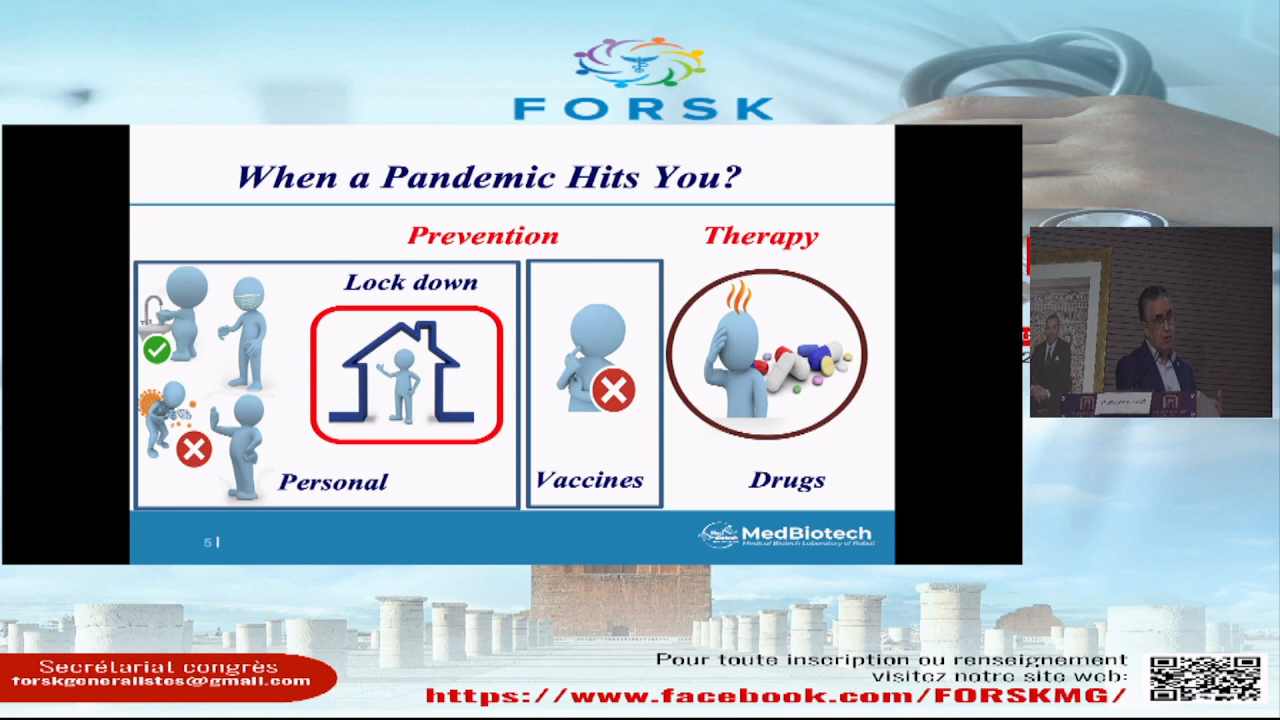 FORSK
When a Pandemic Hits You?
Prevention
Therapy
Lock down
Personal
Vaccines
Drugs
5 |
MedBiotech
Medical Biotech Laboratory of Rabat
Secrétarial congrès
forskgeneralistes@gmail.com
Pour toute inscription ou renseignement
visitez notre site web:
https://www.facebook.com/FORSKMG/